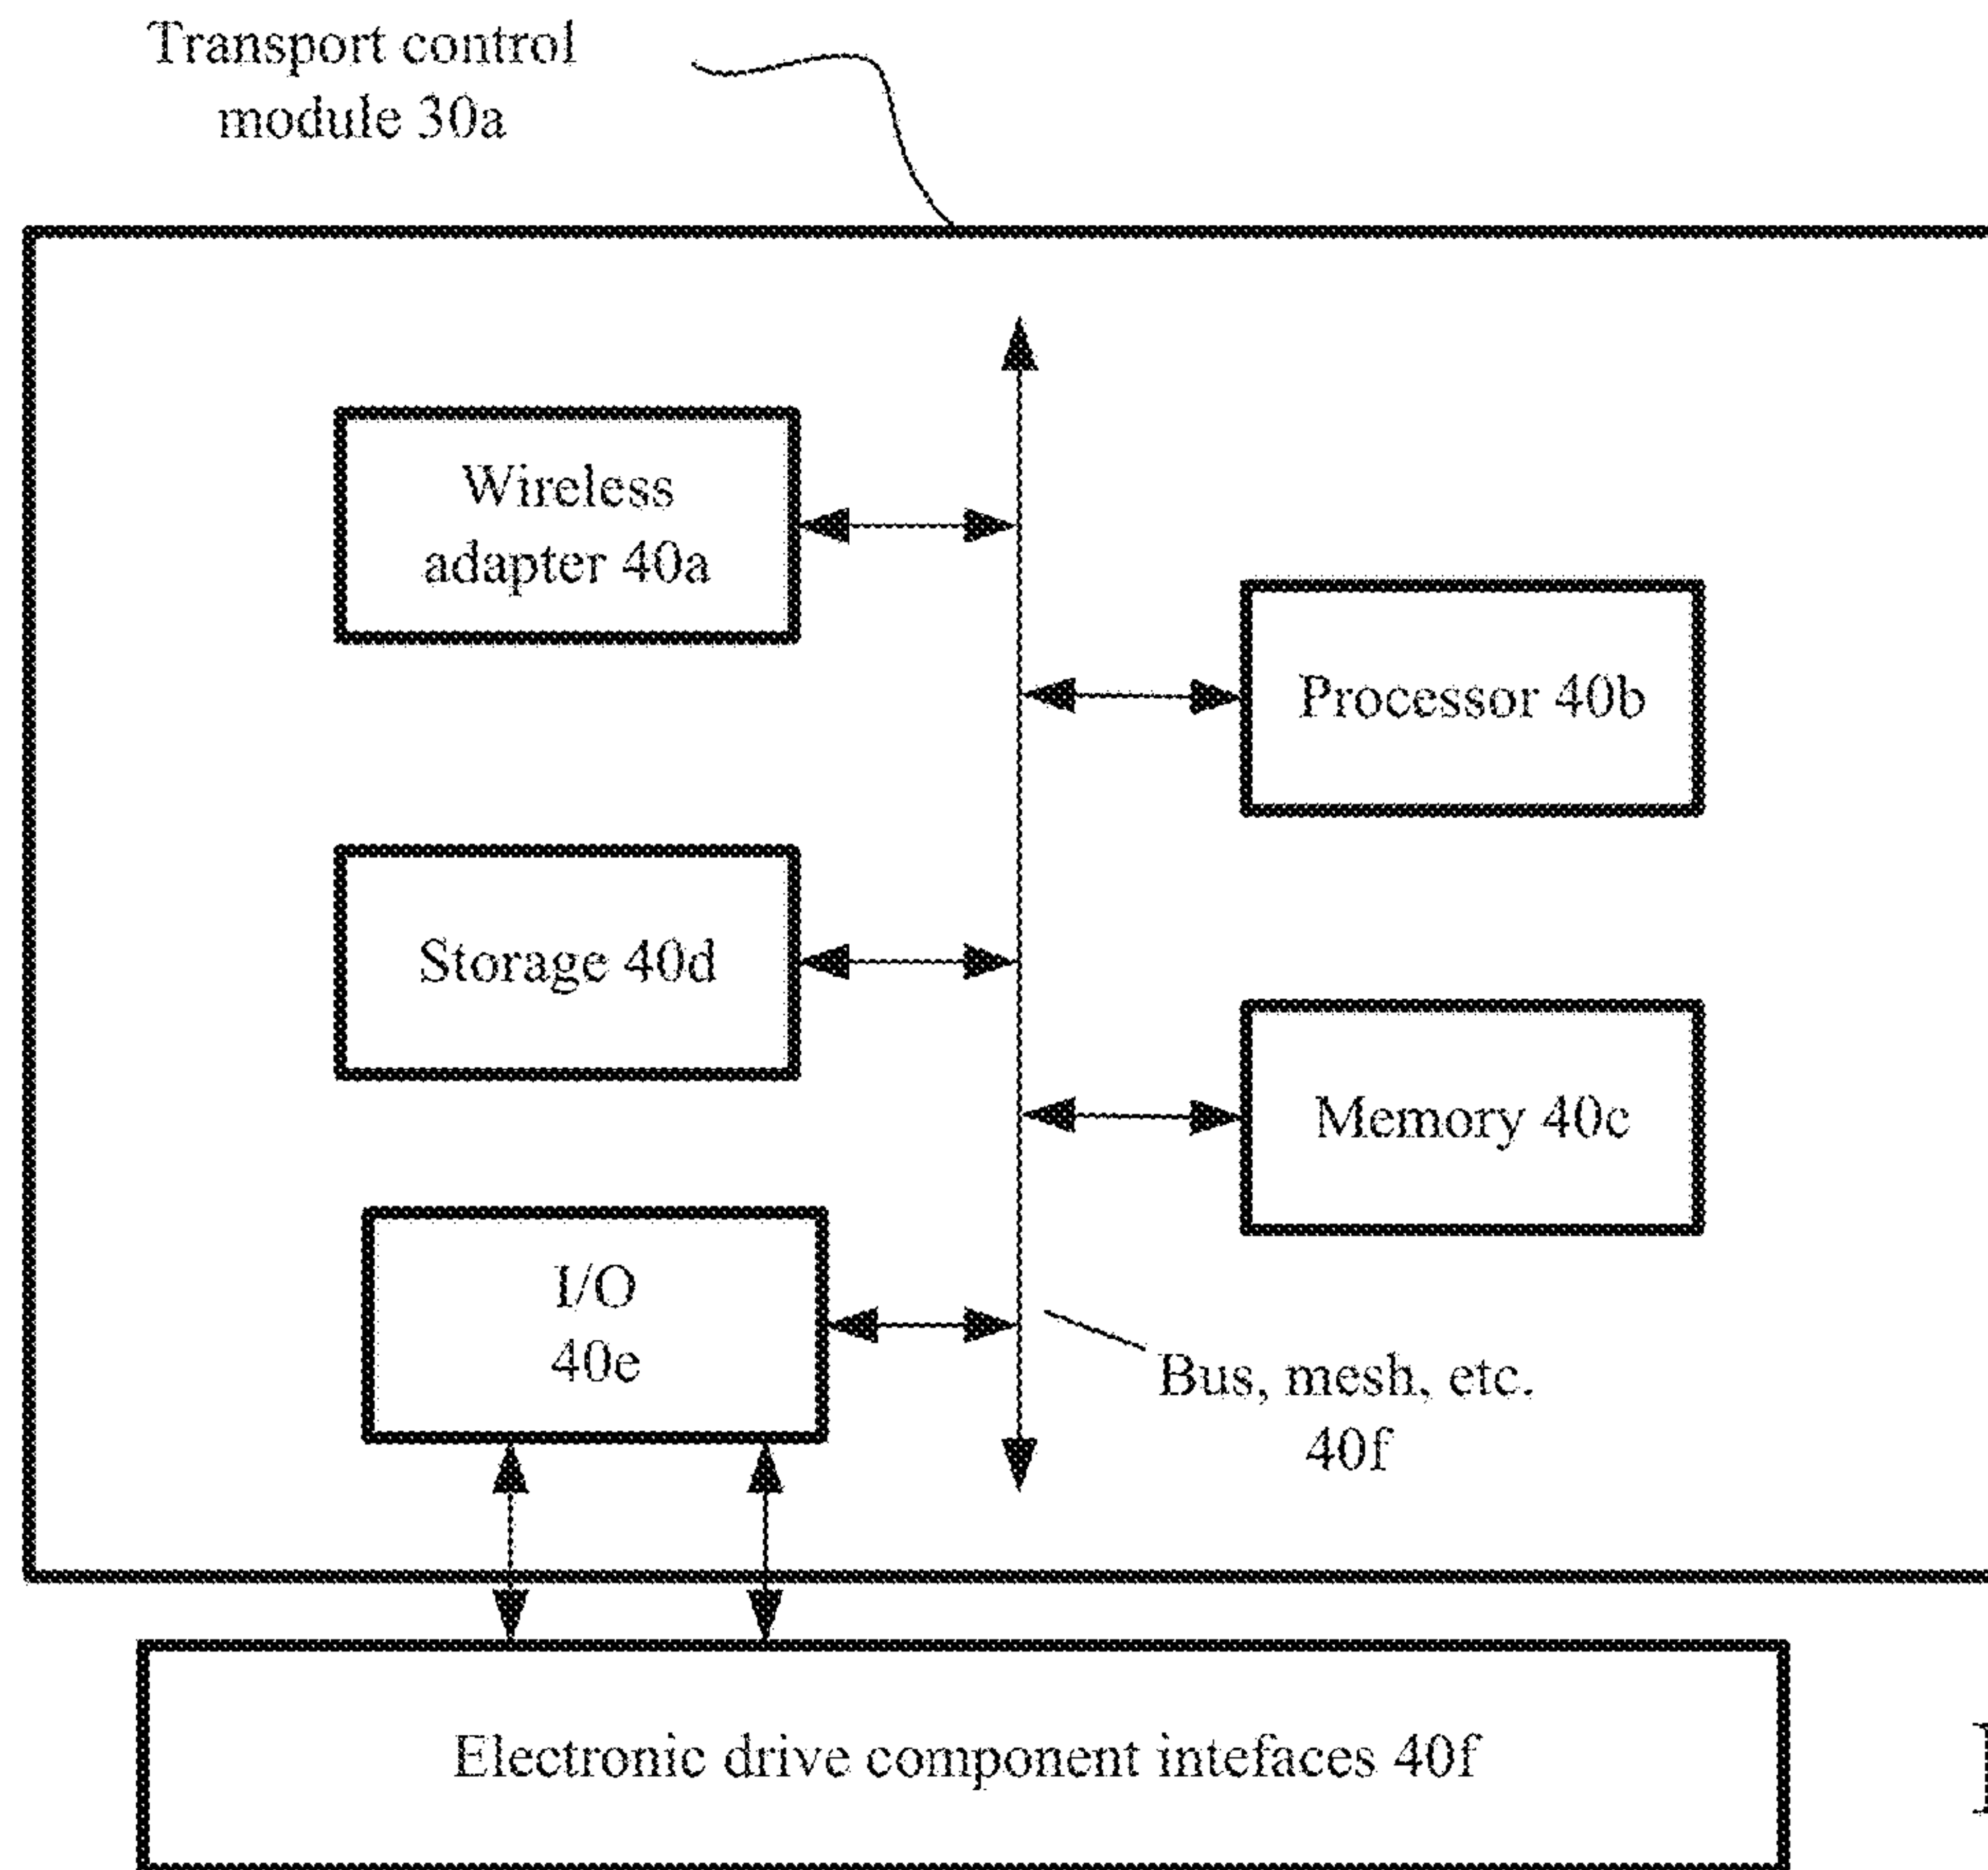 Transport control
module 30a
Wireless
adapter 40a
Processor 40b
Storage 40d
Memory 40c
I/O
40e
Bus, mesh, etc.
40f
Electronic drive component intefaces 40f